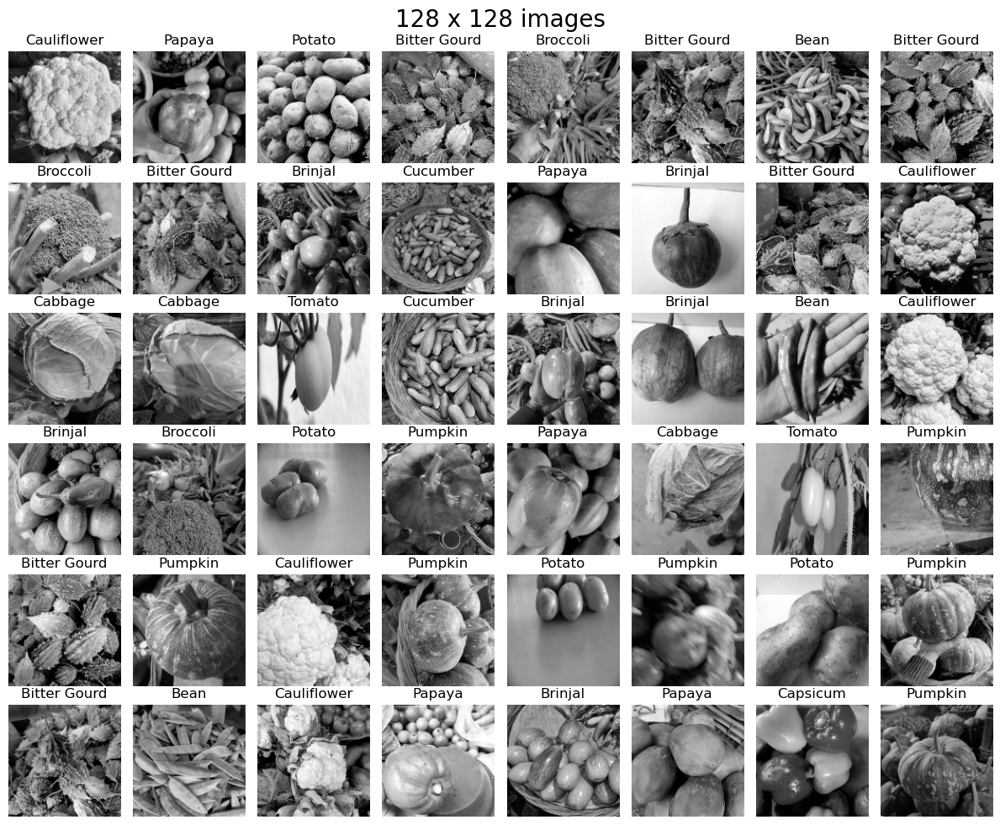 128 x 128 images
Cauliflower Papaya Potato Bitter Gourd Broccoli Bitter Gourd Bean Bitter Gourd
Broccoli Bitter Gourd Brinjal Cucumber Papaya Brinjal Bitter Gourd Cauliflower
Cabbage Cabbage Tomato Cucumber Brinjal Brinjal Bean Cauliflower
Brinjal Broccoli Potato Pumpkin Papaya Cabbage Tomato Pumpkin
Bitter Gourd Pumpkin Cauliflower Pumpkin Potato Pumpkin Potato Pumpkin
Bitter Gourd Bean Cauliflower Papaya Brinjal Papaya Capsicum Pumpkin